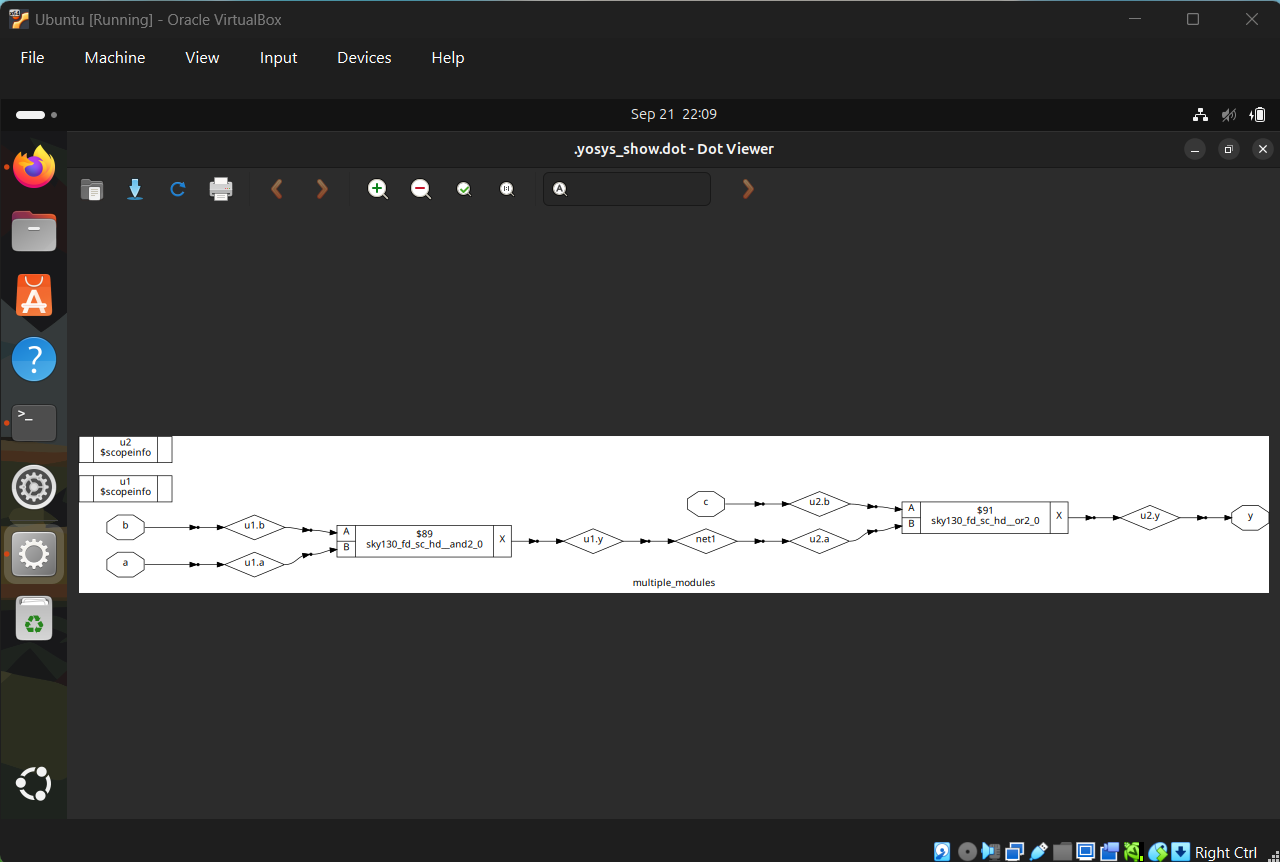 Ubuntu [Running] - Oracle VirtualBox
File Machine View Input Devices Help
Sep 21 22:09
.yosys_show.dot - Dot Viewer
u2
$scopeinfo
u1
$scopeinfo
b
u1.b
a
u1.a
A
B
$89
sky130_fd_sc_hd__and2_0
X
u1.y
net1
c
u2.b
u2.a
A
B
$91
sky130_fd_sc_hd__or2_0
X
u2.y
y
multiple_modules
Right Ctrl